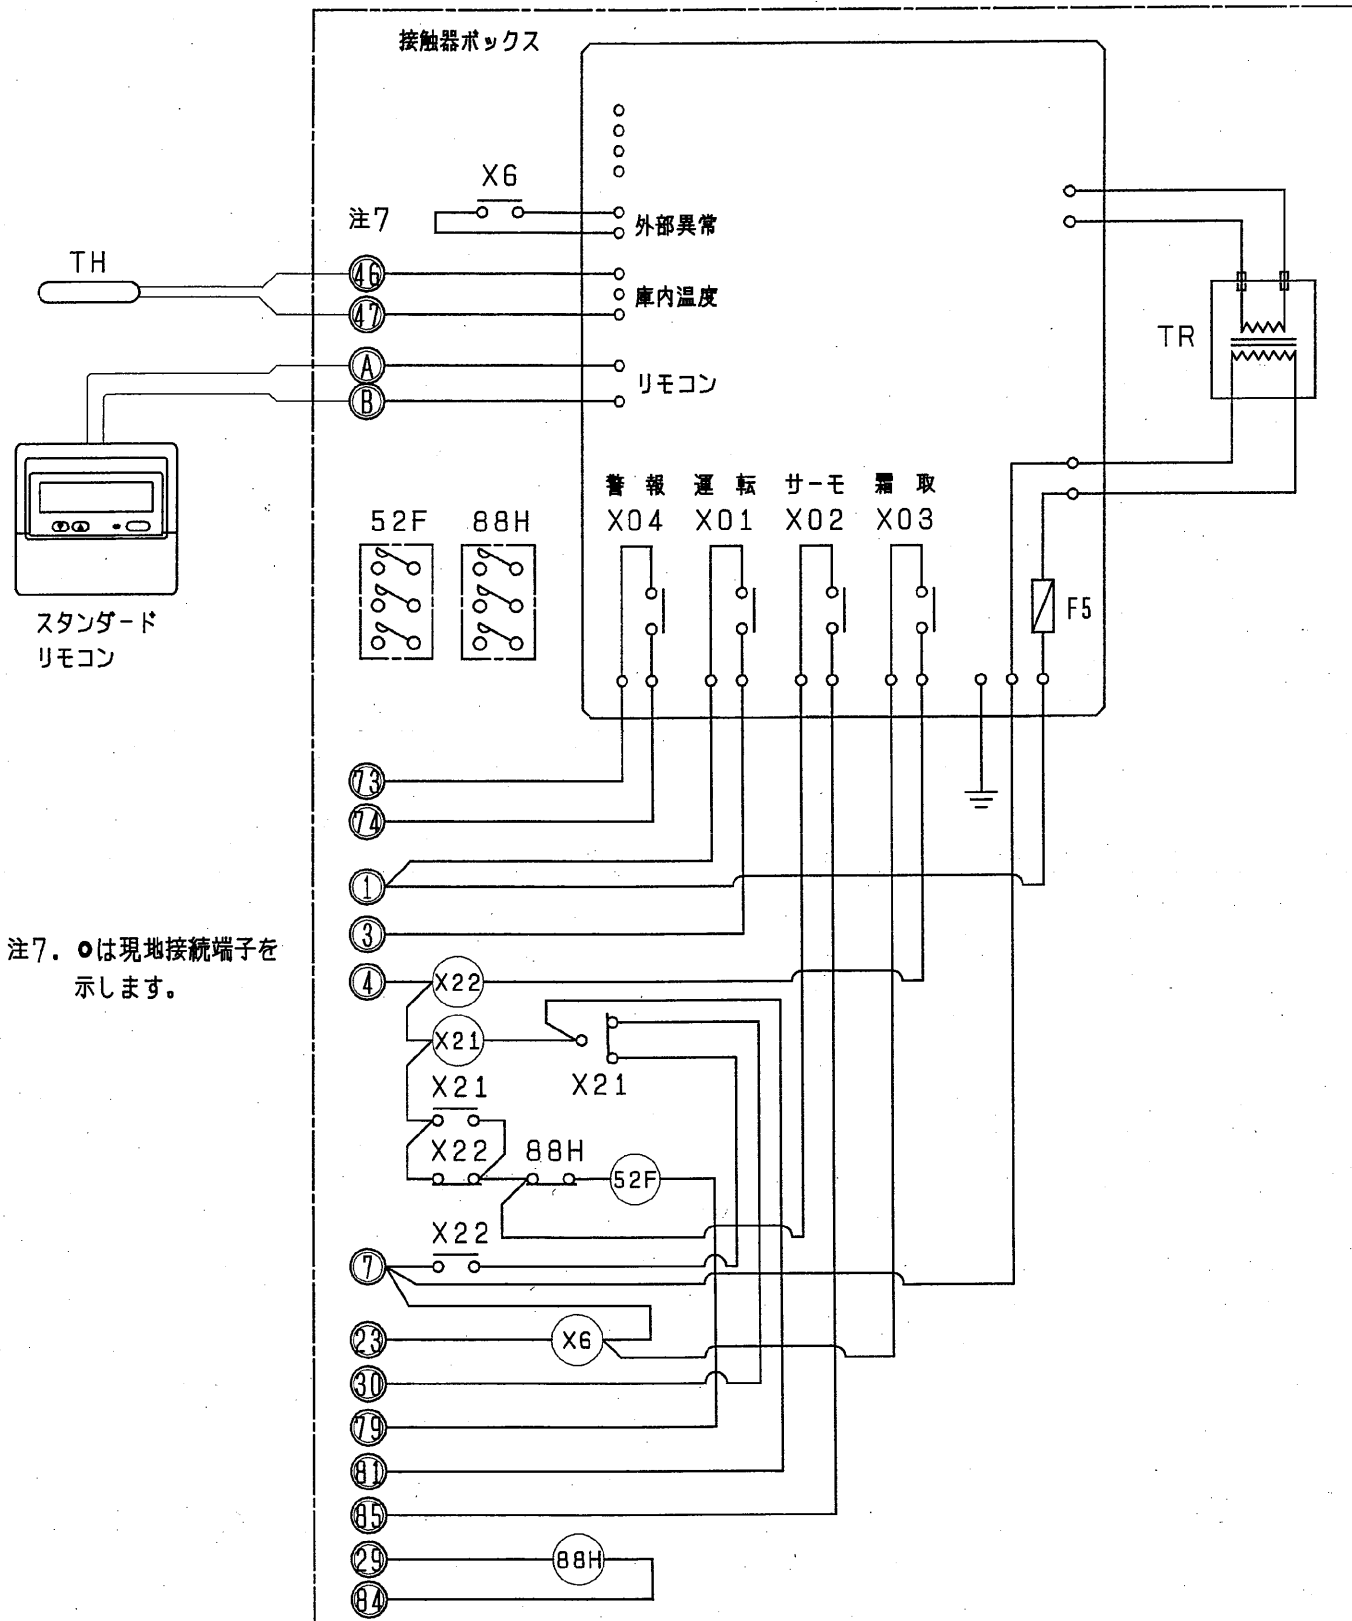 接触器ボックス
X6
注7
外部異常
TH
46
庫内温度
47
TR
A
リモコン
B
警報 運転 サーモ 霜取
X04 X01 X02 X03
52F 88H
F5
スタンダード
リモコン
73
74
1
3
注7. ○は現地接続端子を
示します。
4 X22
X21
X21 X21
X22 88H
52F
X22
7
23 X6
30
79
81
85
29 88H
84